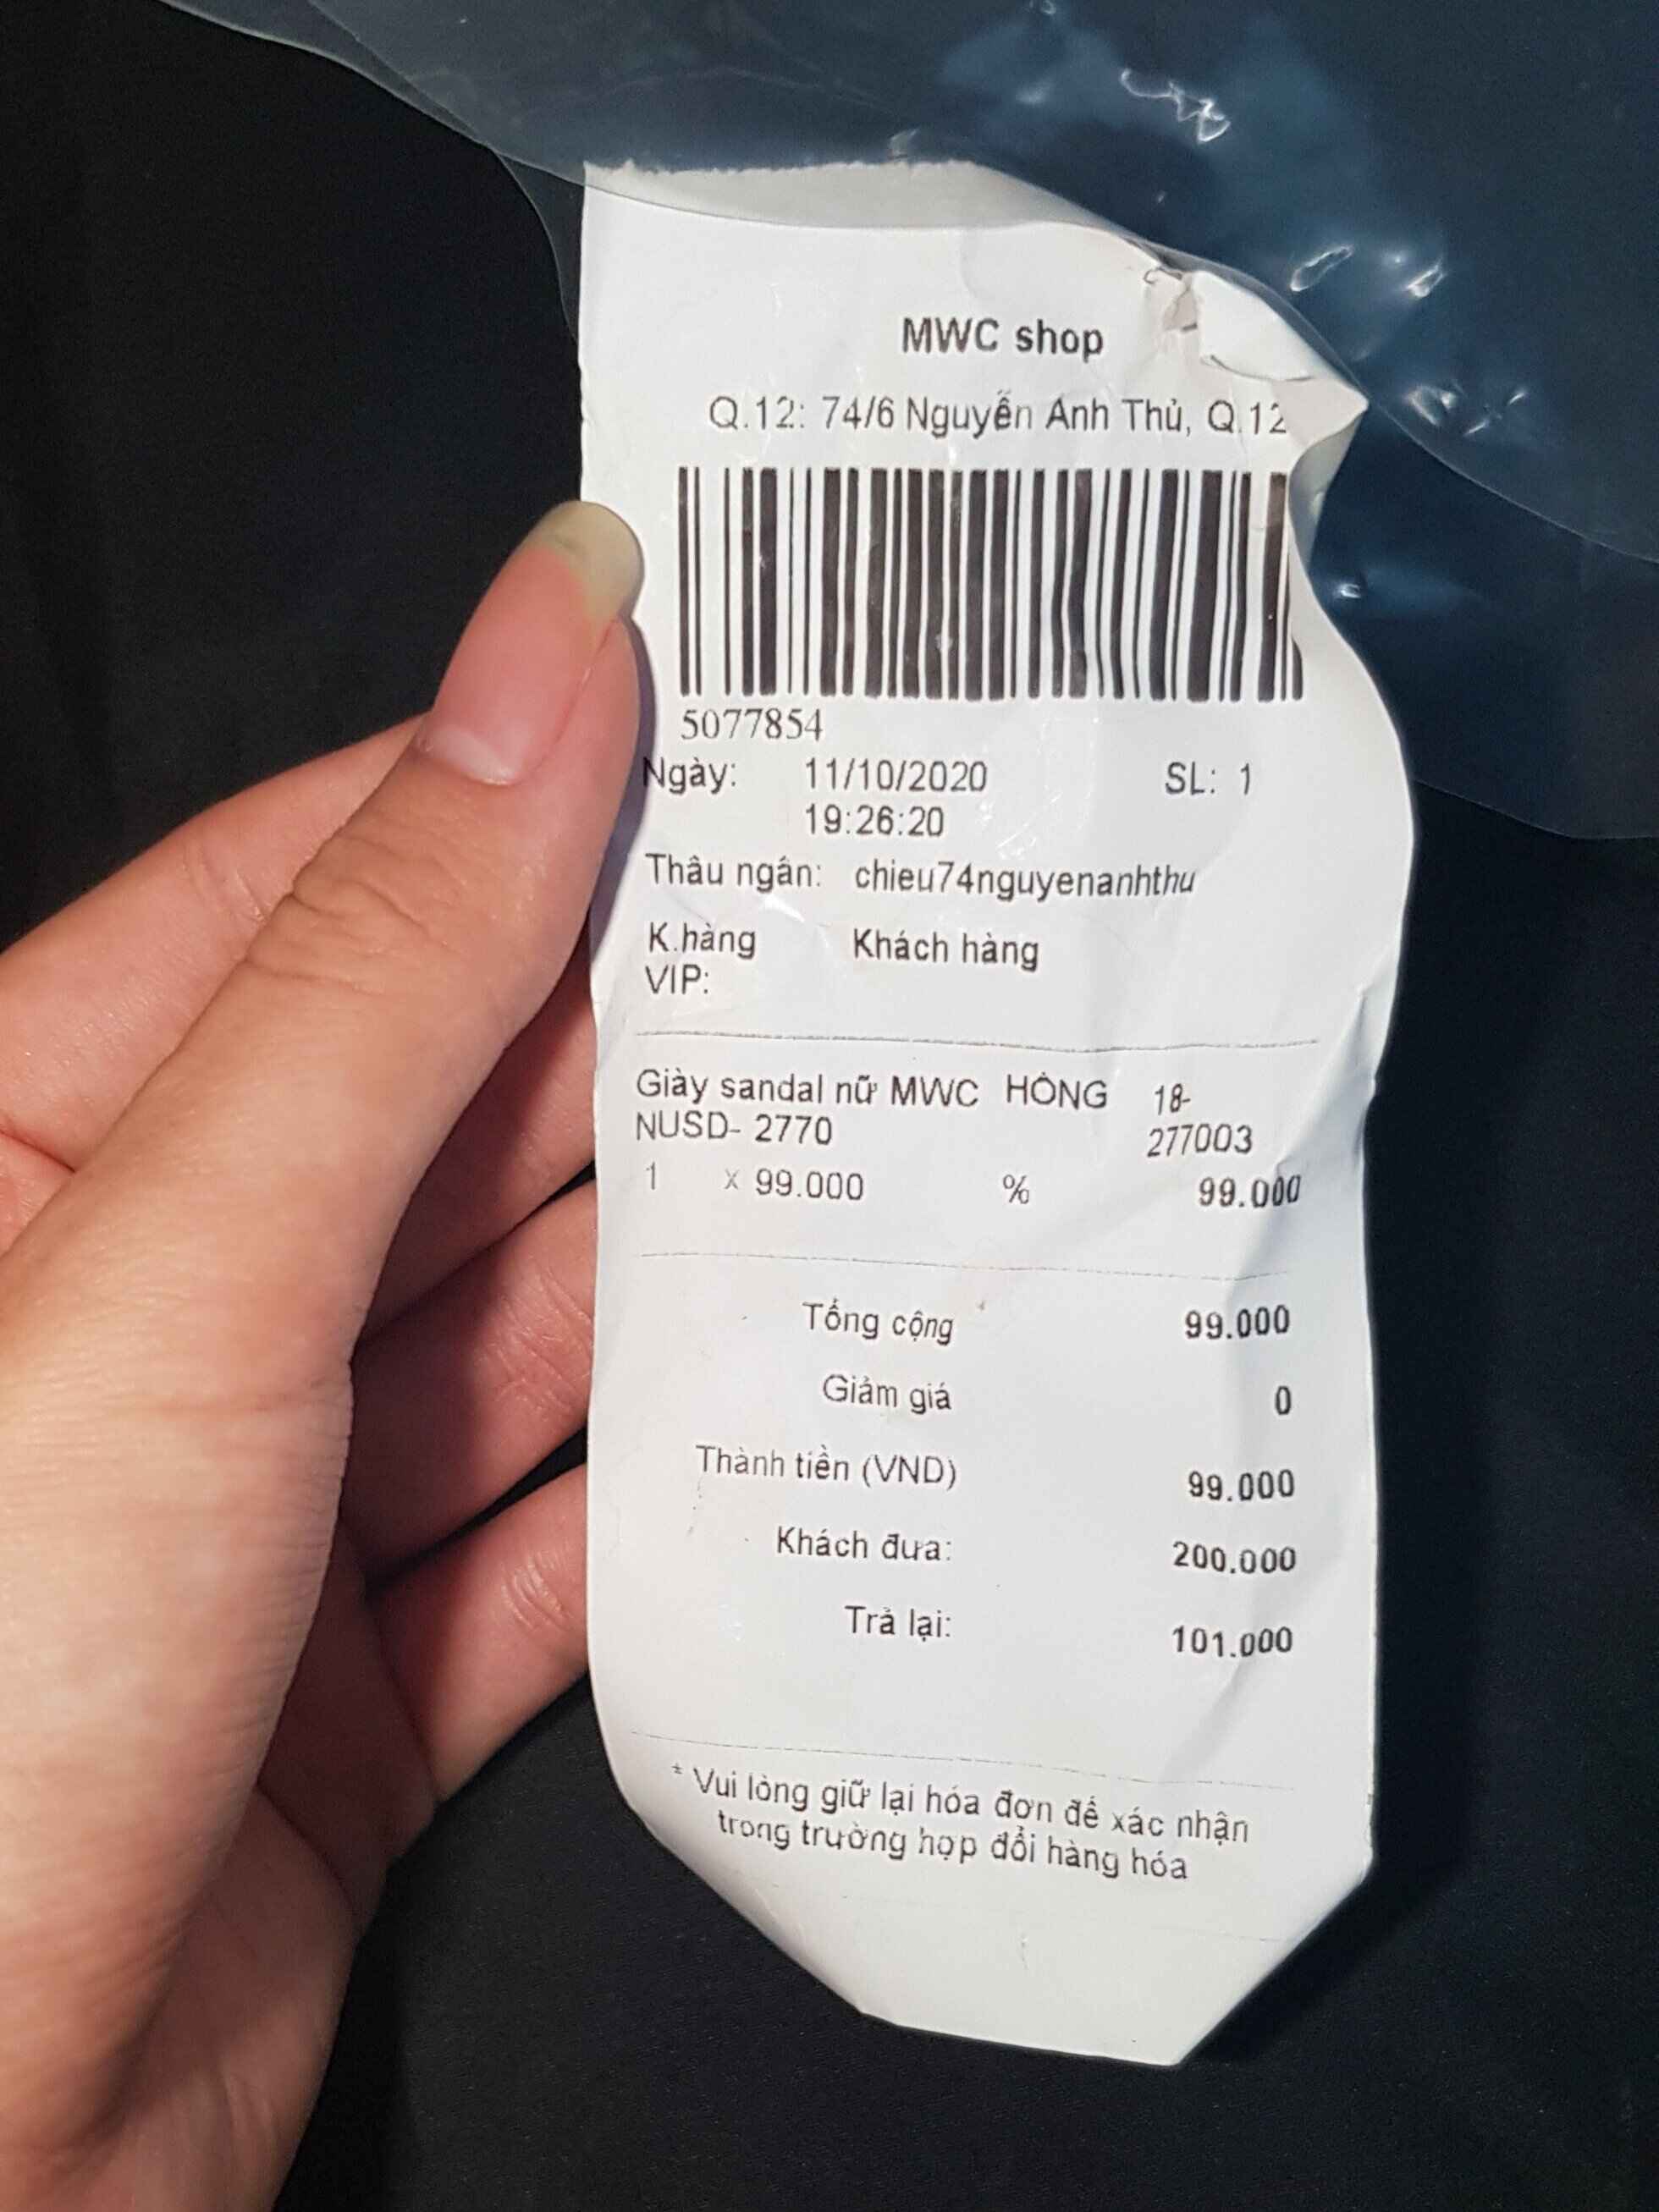 MWC shop
Q.12: 74/6 Nguyễn Ảnh Thủ, Q.12
5077854
Ngày: 11/10/2020 SL: 1
19:26:20
Thâu ngân: chieu74nguyenanhthu
K.hàng Khách hàng
VIP:
Giày sandal nữ MWC HỒNG 18-
NUSD- 2770 277003
1 x 99.000 % 99.000
Tổng cộng 99.000
Giảm giá 0
Thành tiền (VND) 99.000
Khách đưa: 200.000
Trả lại: 101.000
* Vui lòng giữ lại hóa đơn để xác nhận
trong trường hợp đổi hàng hóa